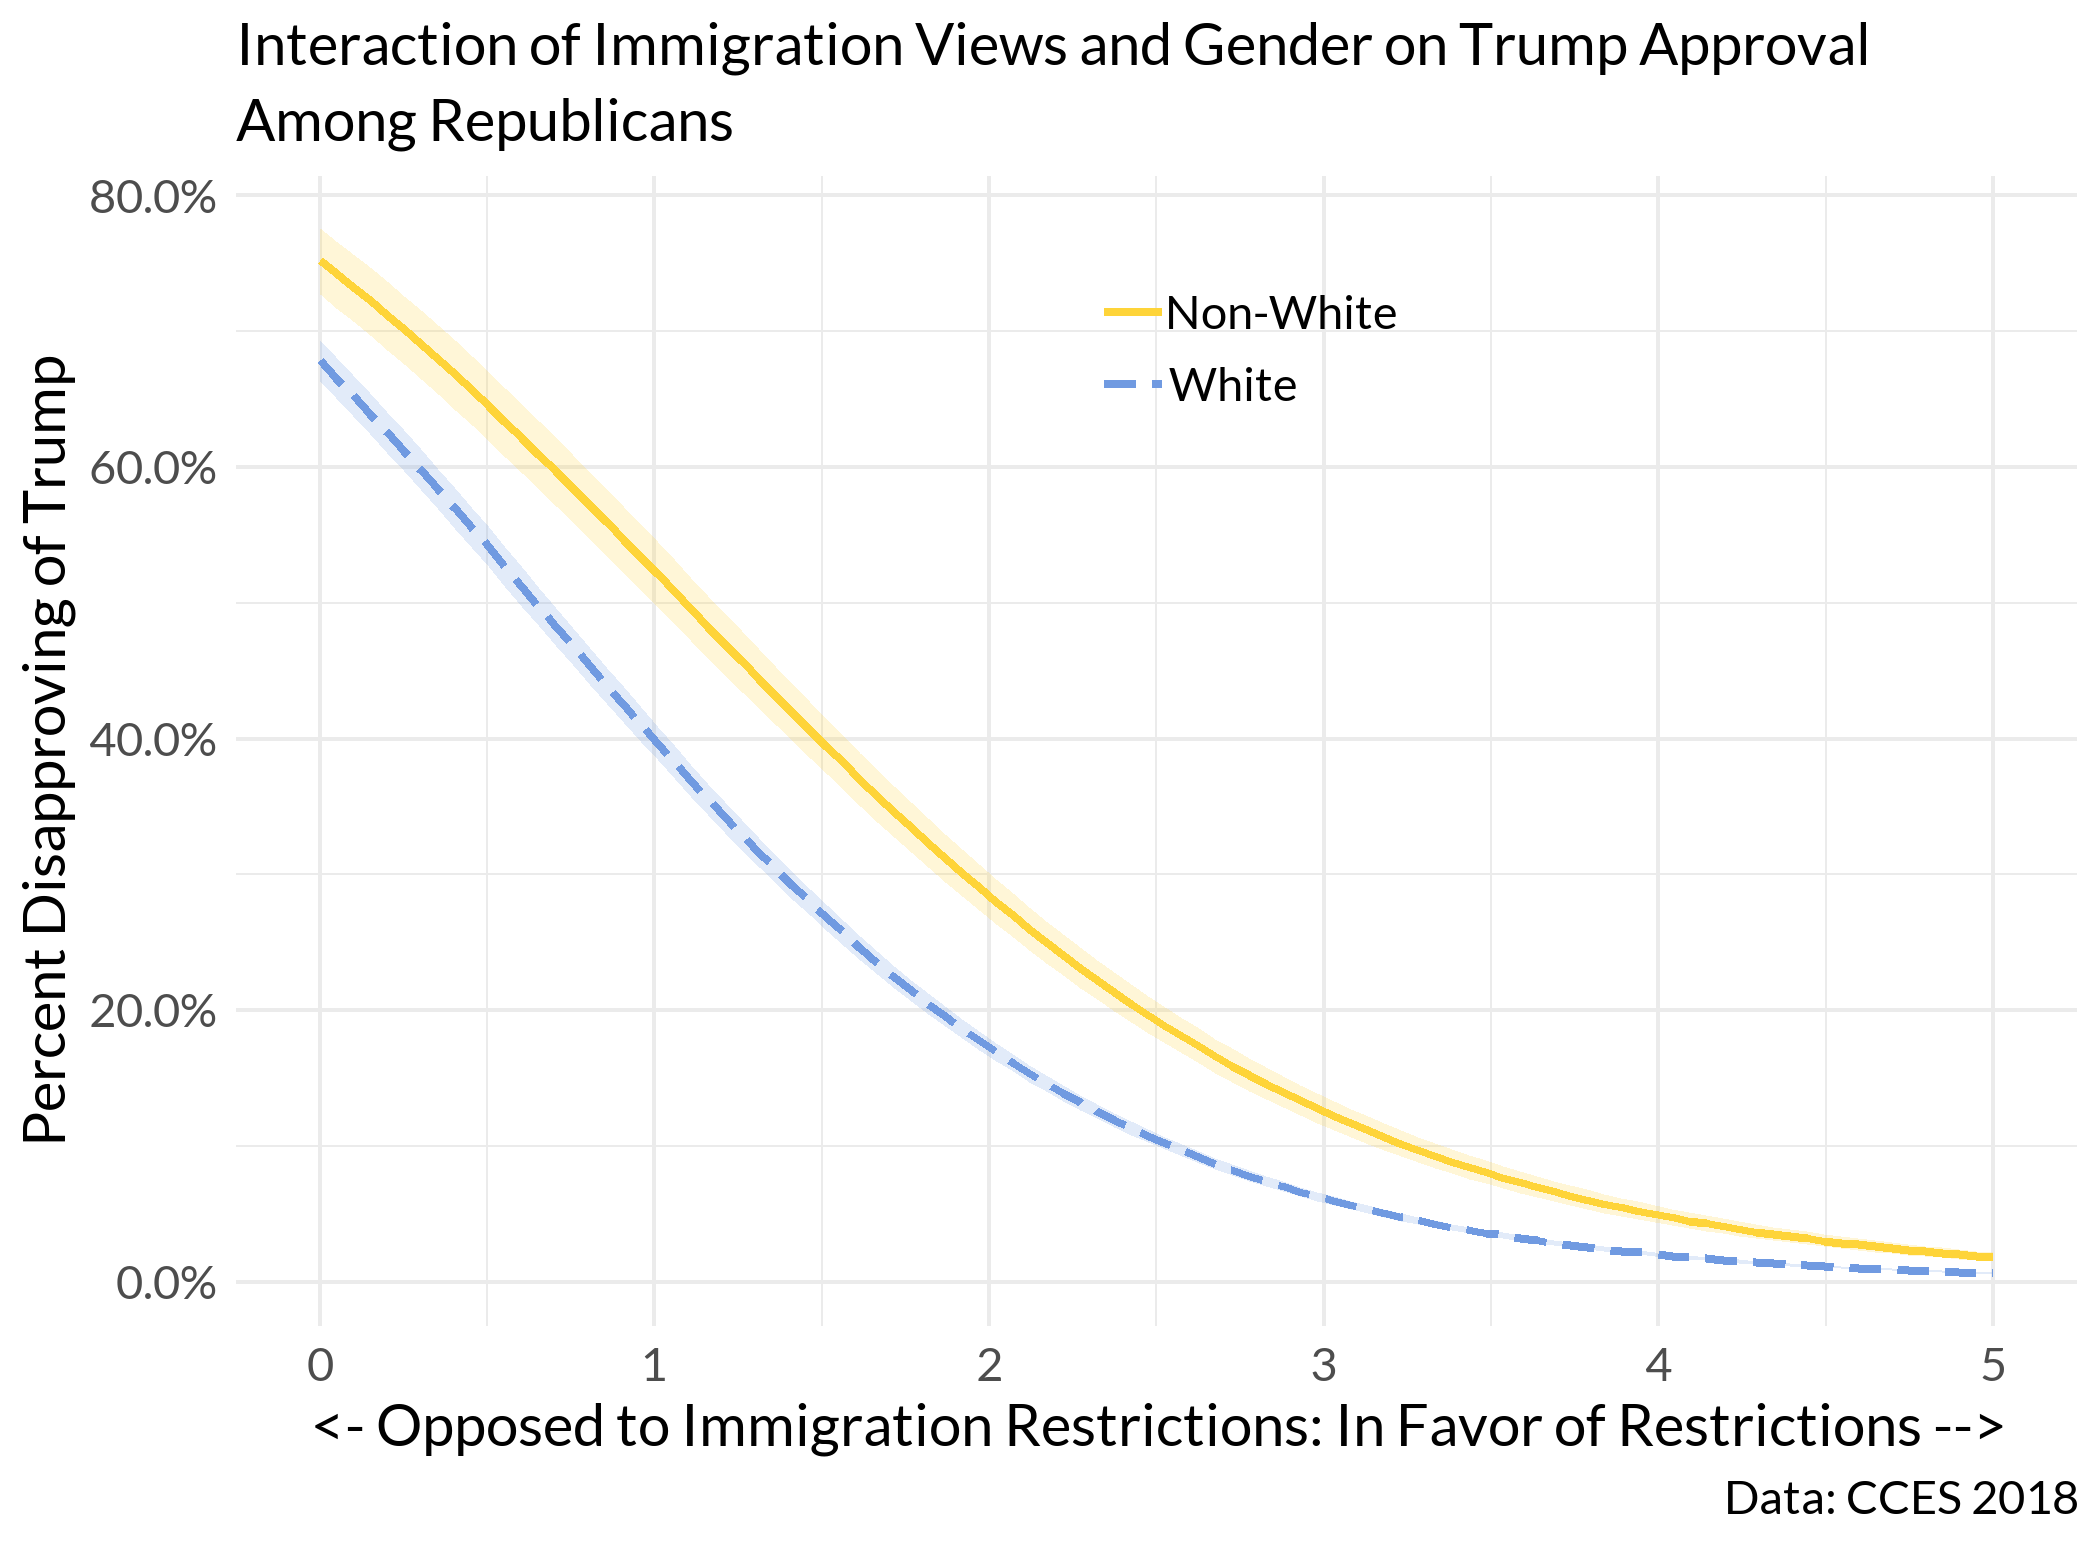 Interaction of Immigration Views and Gender on Trump Approval
Among Republicans
Percent Disapproving of Trump
80.0%
60.0%
40.0%
20.0%
0.0%
Non-White
White
0 1 2 3 4 5
<- Opposed to Immigration Restrictions: In Favor of Restrictions -->
Data: CCES 2018